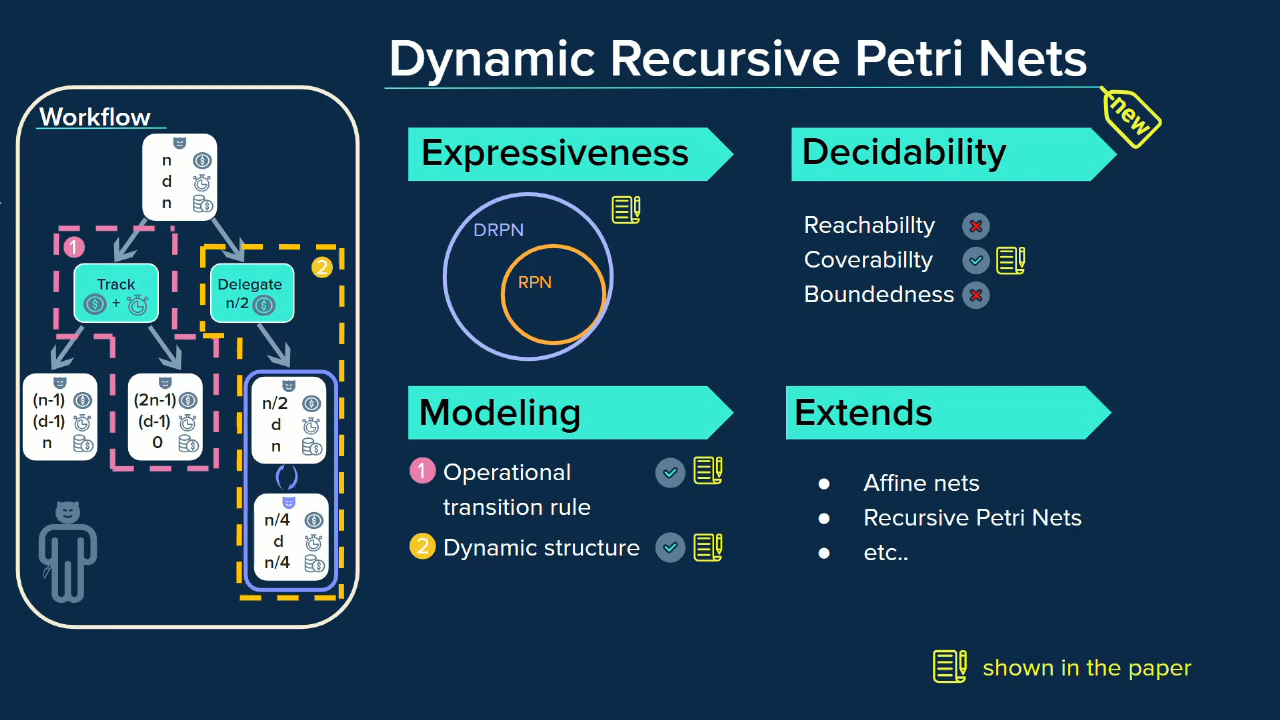 Dynamic Recursive Petri Nets
new
Workflow
n
d
n
1
Track
+
2
Delegate
n/2
(n-1)
(d-1)
n
(2n-1)
(d-1)
0
n/2
d
n
n/4
d
n/4
Expressiveness
DRPN
RPN
Decidability
Reachabillty
Coverabillty
Boundedness
Modeling
1 Operational
transition rule
2 Dynamic structure
Extends
● Affine nets
● Recursive Petri Nets
● etc..
shown in the paper